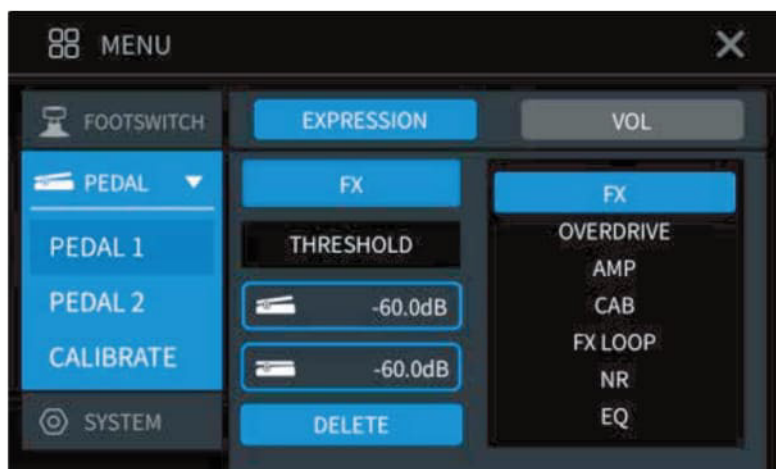 MENU
FOOTSWITCH
PEDAL
PEDAL 1
PEDAL 2
CALIBRATE
SYSTEM
EXPRESSION
VOL
FX
THRESHOLD
-60.0dB
-60.0dB
DELETE
FX
OVERDRIVE
AMP
CAB
FX LOOP
NR
EQ